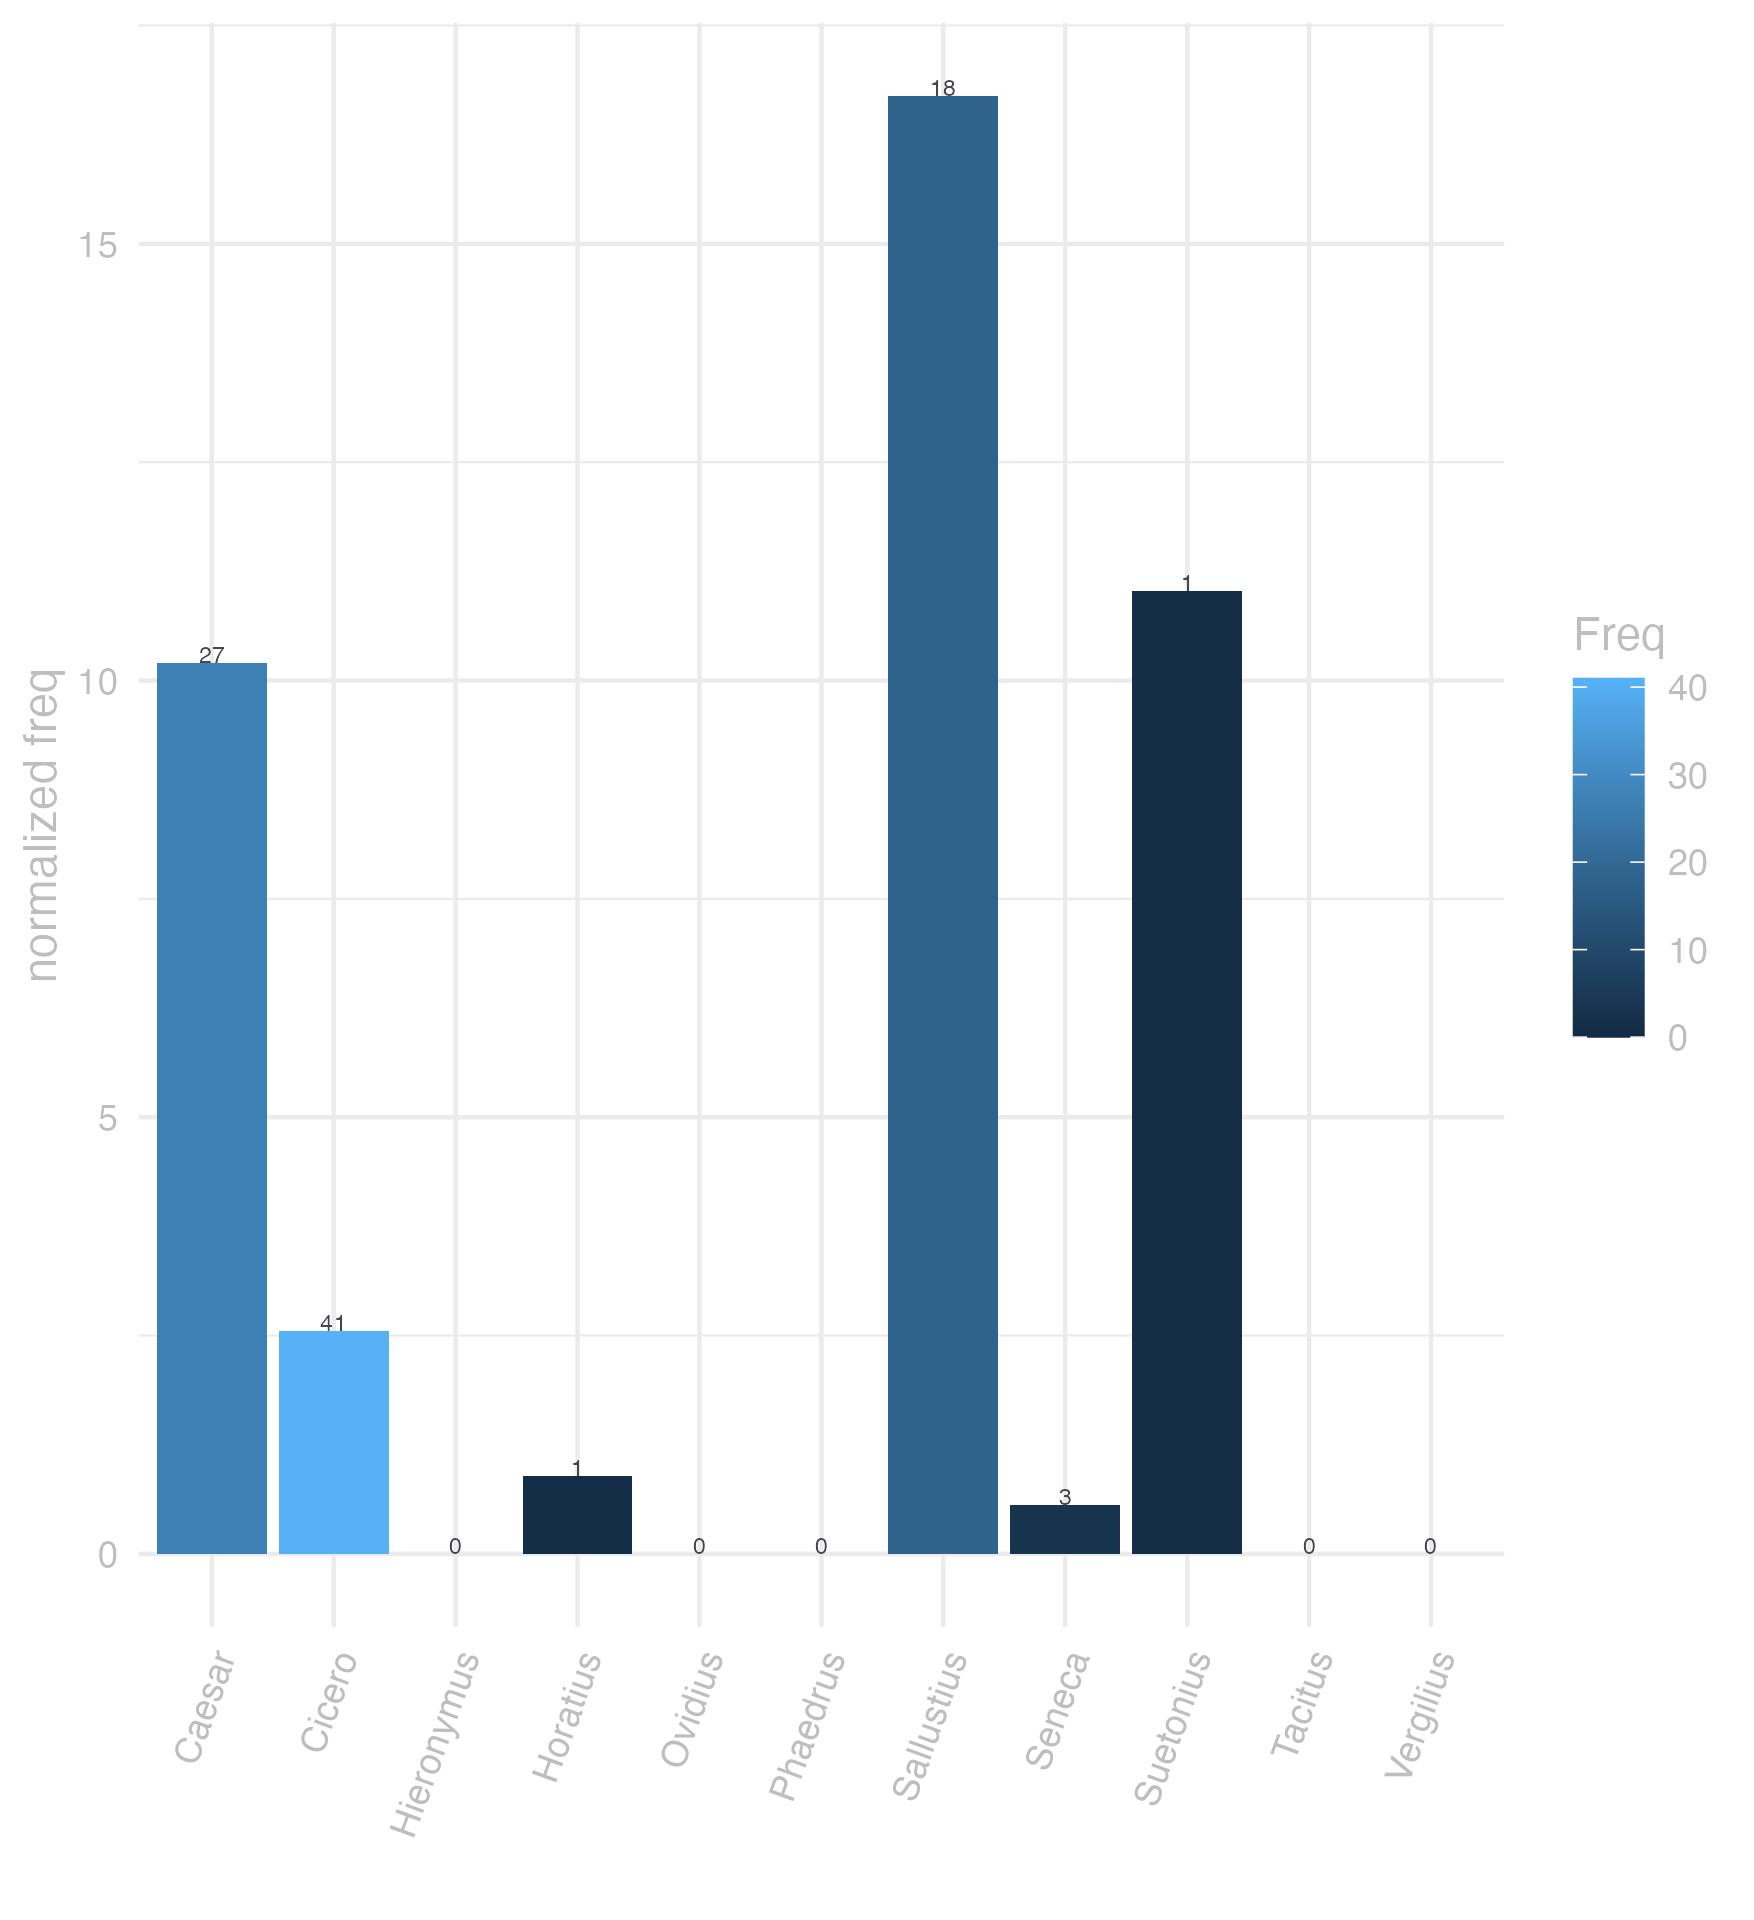 18
15
1
27
10
normalized freq
5
41
1
3
0
0
0
0
0
0
Caesar
Cicero
Hieronymus
Horatius
Ovidius
Phaedrus
Sallustius
Seneca
Suetonius
Tacitus
Vergilius
Freq
40
30
20
10
0